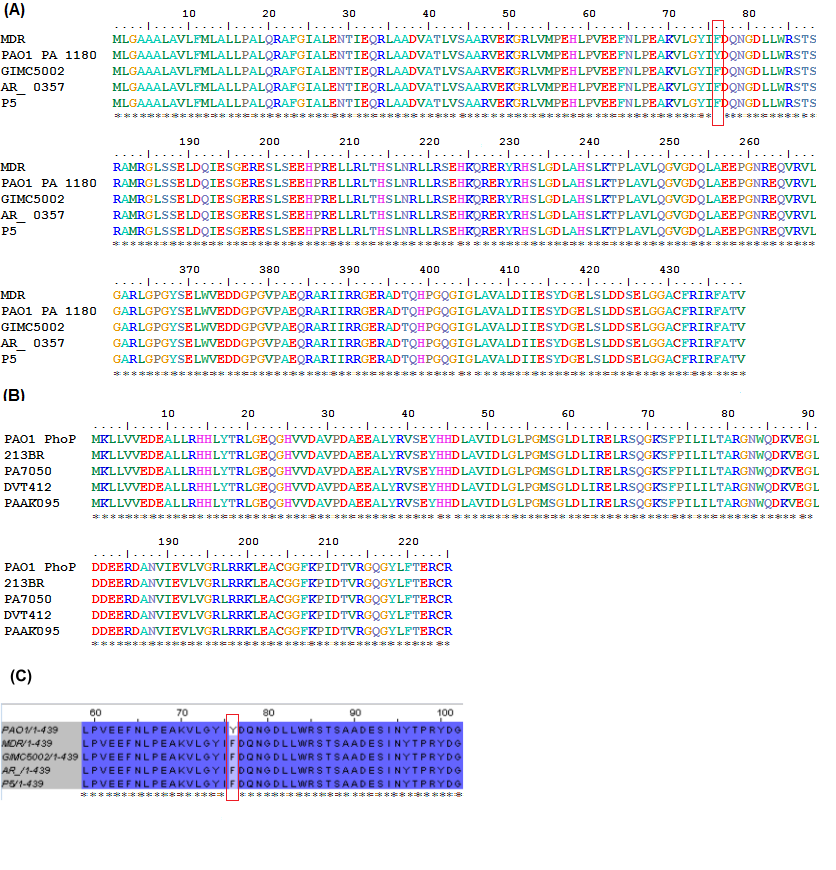 (A)
10 20 30 40 50 60 70 80
MDR MLGAAALAVLFMLALLPALQRAFGIALENTIEQRLAADVATLVSAARVEKGRLVMPEHLPVEEFNLPEAKVLGYIFDQNGDLLWRSTS
PAO1 PA 1180 MLGAAALAVLFMLALLPALQRAFGIALENTIEQRLAADVATLVSAARVEKGRLVMPEHLPVEEFNLPEAKVLGYIYDQNGDLLWRSTS
GIMC5002 MLGAAALAVLFMLALLPALQRAFGIALENTIEQRLAADVATLVSAARVEKGRLVMPEHLPVEEFNLPEAKVLGYIFDQNGDLLWRSTS
AR_ 0357 MLGAAALAVLFMLALLPALQRAFGIALENTIEQRLAADVATLVSAARVEKGRLVMPEHLPVEEFNLPEAKVLGYIFDQNGDLLWRSTS
P5 MLGAAALAVLFMLALLPALQRAFGIALENTIEQRLAADVATLVSAARVEKGRLVMPEHLPVEEFNLPEAKVLGYIFDQNGDLLWRSTS
190 200 210 220 230 240 250 260
MDR RAMRGLSSELDQIESGERESLSEEHPRELLRLTHSLNRLLRSEHKQRERYRHSLGDLAHSLKTPLAVLQGVGDQLAEEPGNREQVRVL
PAO1 PA 1180 RAMRGLSSELDQIESGERESLSEEHPRELLRLTHSLNRLLRSEHKQRERYRHSLGDLAHSLKTPLAVLQGVGDQLAEEPGNREQVRVL
GIMC5002 RAMRGLSSELDQIESGERESLSEEHPRELLRLTHSLNRLLRSEHKQRERYRHSLGDLAHSLKTPLAVLQGVGDQLAEEPGNREQVRVL
AR_ 0357 RAMRGLSSELDQIESGERESLSEEHPRELLRLTHSLNRLLRSEHKQRERYRHSLGDLAHSLKTPLAVLQGVGDQLAEEPGNREQVRVL
P5 RAMRGLSSELDQIESGERESLSEEHPRELLRLTHSLNRLLRSEHKQRERYRHSLGDLAHSLKTPLAVLQGVGDQLAEEPGNREQVRVL
370 380 390 400 410 420 430
MDR GARLGPGYSELWVEDDGPGVPAEQRARIIRRGERADTQHPGQGIGLAVALDIIESYDGELSLDDSELGGACFRIRFATV
PAO1 PA 1180 GARLGPGYSELWVEDDGPGVPAEQRARIIRRGERADTQHPGQGIGLAVALDIIESYDGELSLDDSELGGACFRIRFATV
GIMC5002 GARLGPGYSELWVEDDGPGVPAEQRARIIRRGERADTQHPGQGIGLAVALDIIESYDGELSLDDSELGGACFRIRFATV
AR_ 0357 GARLGPGYSELWVEDDGPGVPAEQRARIIRRGERADTQHPGQGIGLAVALDIIESYDGELSLDDSELGGACFRIRFATV
P5 GARLGPGYSELWVEDDGPGVPAEQRARIIRRGERADTQHPGQGIGLAVALDIIESYDGELSLDDSELGGACFRIRFATV
(B)
10 20 30 40 50 60 70 80 90
PAO1 PhoP MKLLVVEDEALLRHHLYTRLGEQGHVVDAVPDAEEALYRVSEYHHDLAVIDLGLPGMSGLDLIRELRSQGKSFPILILTARGNWQDKVEGL
213BR MKLLVVEDEALLRHHLYTRLGEQGHVVDAVPDAEEALYRVSEYHHDLAVIDLGLPGMSGLDLIRELRSQGKSFPILILTARGNWQDKVEGL
PA7050 MKLLVVEDEALLRHHLYTRLGEQGHVVDAVPDAEEALYRVSEYHHDLAVIDLGLPGMSGLDLIRELRSQGKSFPILILTARGNWQDKVEGL
DVT412 MKLLVVEDEALLRHHLYTRLGEQGHVVDAVPDAEEALYRVSEYHHDLAVIDLGLPGMSGLDLIRELRSQGKSFPILILTARGNWQDKVEGL
PAAK095 MKLLVVEDEALLRHHLYTRLGEQGHVVDAVPDAEEALYRVSEYHHDLAVIDLGLPGMSGLDLIRELRSQGKSFPILILTARGNWQDKVEGL
190 200 210 220
PAO1 PhoP DDEERDANVIEVLVGRLRRKLEACGGFKPIDTVRGQGYLFTERCR
213BR DDEERDANVIEVLVGRLRRKLEACGGFKPIDTVRGQGYLFTERCR
PA7050 DDEERDANVIEVLVGRLRRKLEACGGFKPIDTVRGQGYLFTERCR
DVT412 DDEERDANVIEVLVGRLRRKLEACGGFKPIDTVRGQGYLFTERCR
PAAK095 DDEERDANVIEVLVGRLRRKLEACGGFKPIDTVRGQGYLFTERCR
(C)
60 70 80 90 100
PAO1/1-439 LPVEEFNLPEAKVLGYIYDQNGDLLWRSTSAADESINYTPRYDG
MDR/1-439 LPVEEFNLPEAKVLGYIFDQNGDLLWRSTSAADESINYTPRYDG
GIMC5002/1-439 LPVEEFNLPEAKVLGYIFDQNGDLLWRSTSAADESINYTPRYDG
AR_/1-439 LPVEEFNLPEAKVLGYIFDQNGDLLWRSTSAADESINYTPRYDG
P5/1-439 LPVEEFNLPEAKVLGYIFDQNGDLLWRSTSAADESINYTPRYDG